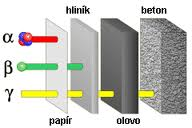 hliník beton
α
β
γ
papír olovo